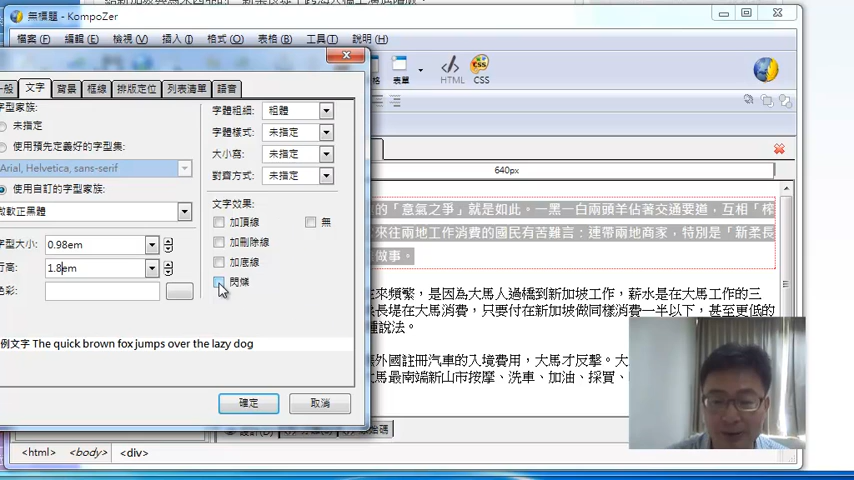 無標題 - KompoZer
檔案(F) 編輯(E) 檢視(V) 插入(I) 格式(O) 表格(B) 工具(T) 說明(H)
表單 HTML CSS
文字 背景 框線 排版定位 列表清單 語音
字型家族:
未指定
使用預先定義好的字型集:
Arial, Helvetica, sans-serif
使用自訂的字型家族:
微軟正黑體
字型大小: 0.98em
行高: 1.8em
色彩:
字體粗細: 粗體
字體樣式: 未指定
大小寫: 未指定
對齊方式: 未指定
文字效果:
加頂線 無
加刪除線
加底線
閃爍
例文字 The quick brown fox jumps over the lazy dog
確定 取消
640px
的「意氣之爭」就是如此。一黑一白兩頭羊佔著交通要道，互相「榨
來往兩地工作消費的國民有苦難言；連帶兩地商家，特別是「新柔長
做事。
往來頻繁，是因為大馬人過橋到新加坡工作，薪水是在大馬工作的三
長堤在大馬消費，只要付在新加坡做同樣消費一半以下，甚至更低的
種說法。
外國註冊汽車的入境費用，大馬才反擊。大
馬最南端新山市按摩、洗車、加油、採買、
<html> <body> <div>